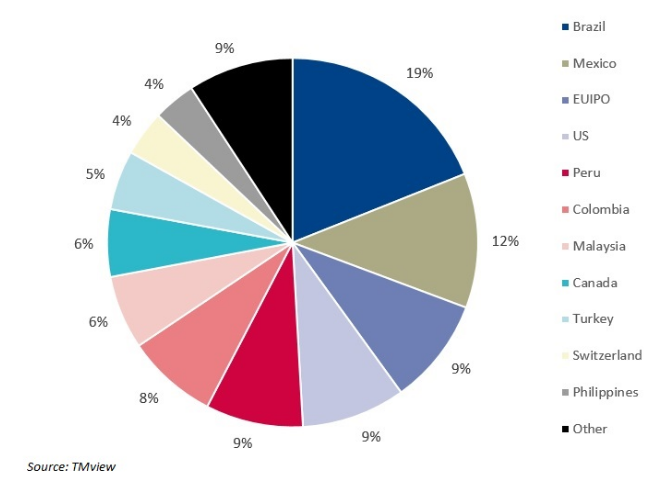 9%
19%
4%
4%
5%
12%
6%
6%
9%
8%
9%
9%
Brazil
Mexico
EUIPO
US
Peru
Colombia
Malaysia
Canada
Turkey
Switzerland
Philippines
Other
Source: TMview